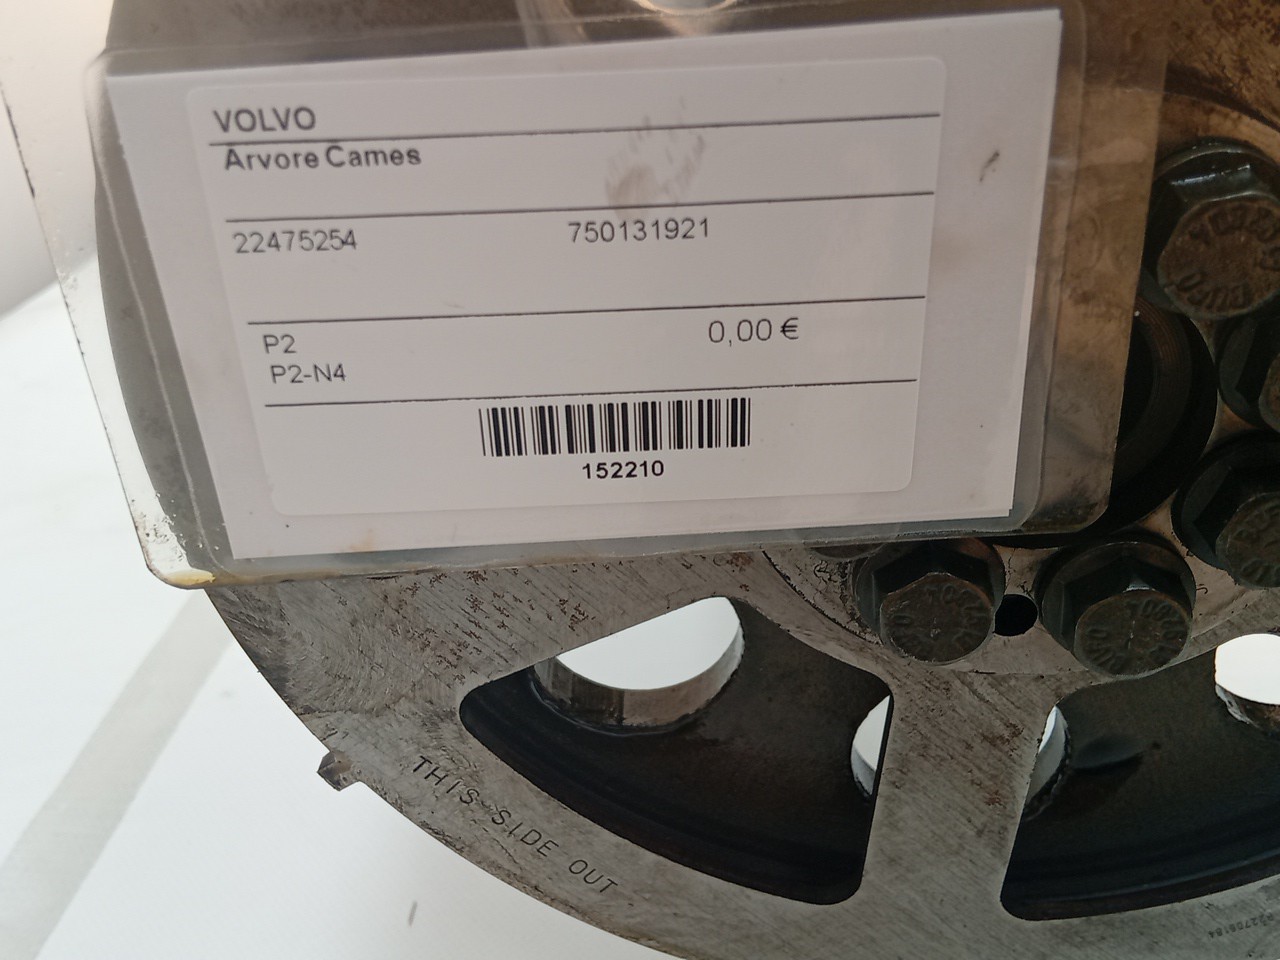 VOLVO
Arvore Cames
22475254 750131921
P2 0,00 €
P2-N4
152210
THIS SIDE OUT